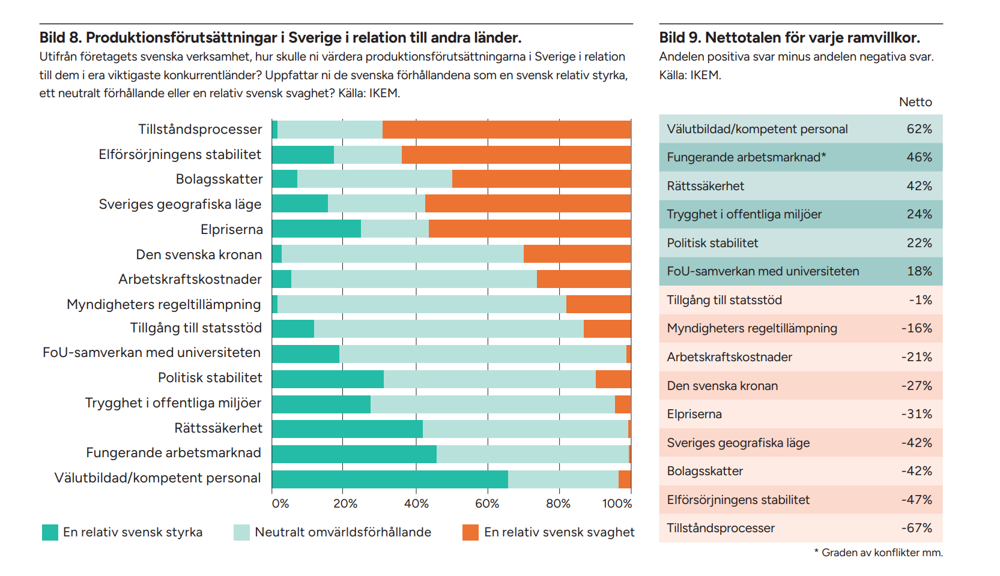 Bild 8. Produktionsförutsättningar i Sverige i relation till andra länder.
Utifrån företagets svenska verksamhet, hur skulle ni värdera produktionsförutsättningarna i Sverige i relation
till dem i era viktigaste konkurrentländer? Uppfattar ni de svenska förhållandena som en svensk relativ styrka,
ett neutralt förhållande eller en relativ svensk svaghet? Källa: IKEM.
Tillståndsprocesser
Elförsörjningens stabilitet
Bolagsskatter
Sveriges geografiska läge
Elpriserna
Den svenska kronan
Arbetskraftskostnader
Myndigheters regeltillämpning
Tillgång till statsstöd
FoU-samverkan med universiteten
Politisk stabilitet
Trygghet i offentliga miljöer
Rättssäkerhet
Fungerande arbetsmarknad
Välutbildad/kompetent personal
0% 20% 40% 60% 80% 100%
En relativ svensk styrka Neutralt omvärldsförhållande En relativ svensk svaghet
Bild 9. Nettotalen för varje ramvillkor.
Andelen positiva svar minus andelen negativa svar.
Källa: IKEM.
Netto
Välutbildad/kompetent personal 62%
Fungerande arbetsmarknad* 46%
Rättssäkerhet 42%
Trygghet i offentliga miljöer 24%
Politisk stabilitet 22%
FoU-samverkan med universiteten 18%
Tillgång till statsstöd -1%
Myndigheters regeltillämpning -16%
Arbetskraftskostnader -21%
Den svenska kronan -27%
Elpriserna -31%
Sveriges geografiska läge -42%
Bolagsskatter -42%
Elförsörjningens stabilitet -47%
Tillståndsprocesser -67%
* Graden av konflikter mm.